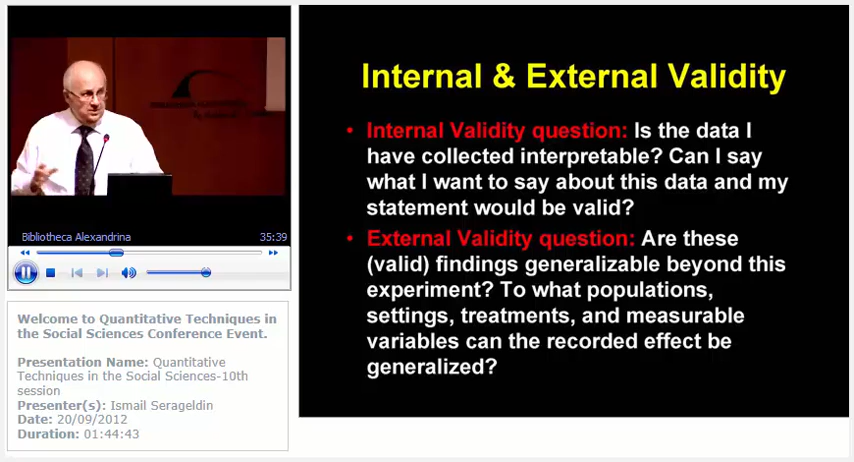 Bibliotheca Alexandrina
35:39
Welcome to Quantitative Techniques in
the Social Sciences Conference Event.
Presentation Name: Quantitative
Techniques in the Social Sciences-10th
session
Presenter(s): Ismail Serageldin
Date: 20/09/2012
Duration: 01:44:43
Internal & External Validity
• Internal Validity question: Is the data I
have collected interpretable? Can I say
what I want to say about this data and my
statement would be valid?
• External Validity question: Are these
(valid) findings generalizable beyond this
experiment? To what populations,
settings, treatments, and measurable
variables can the recorded effect be
generalized?